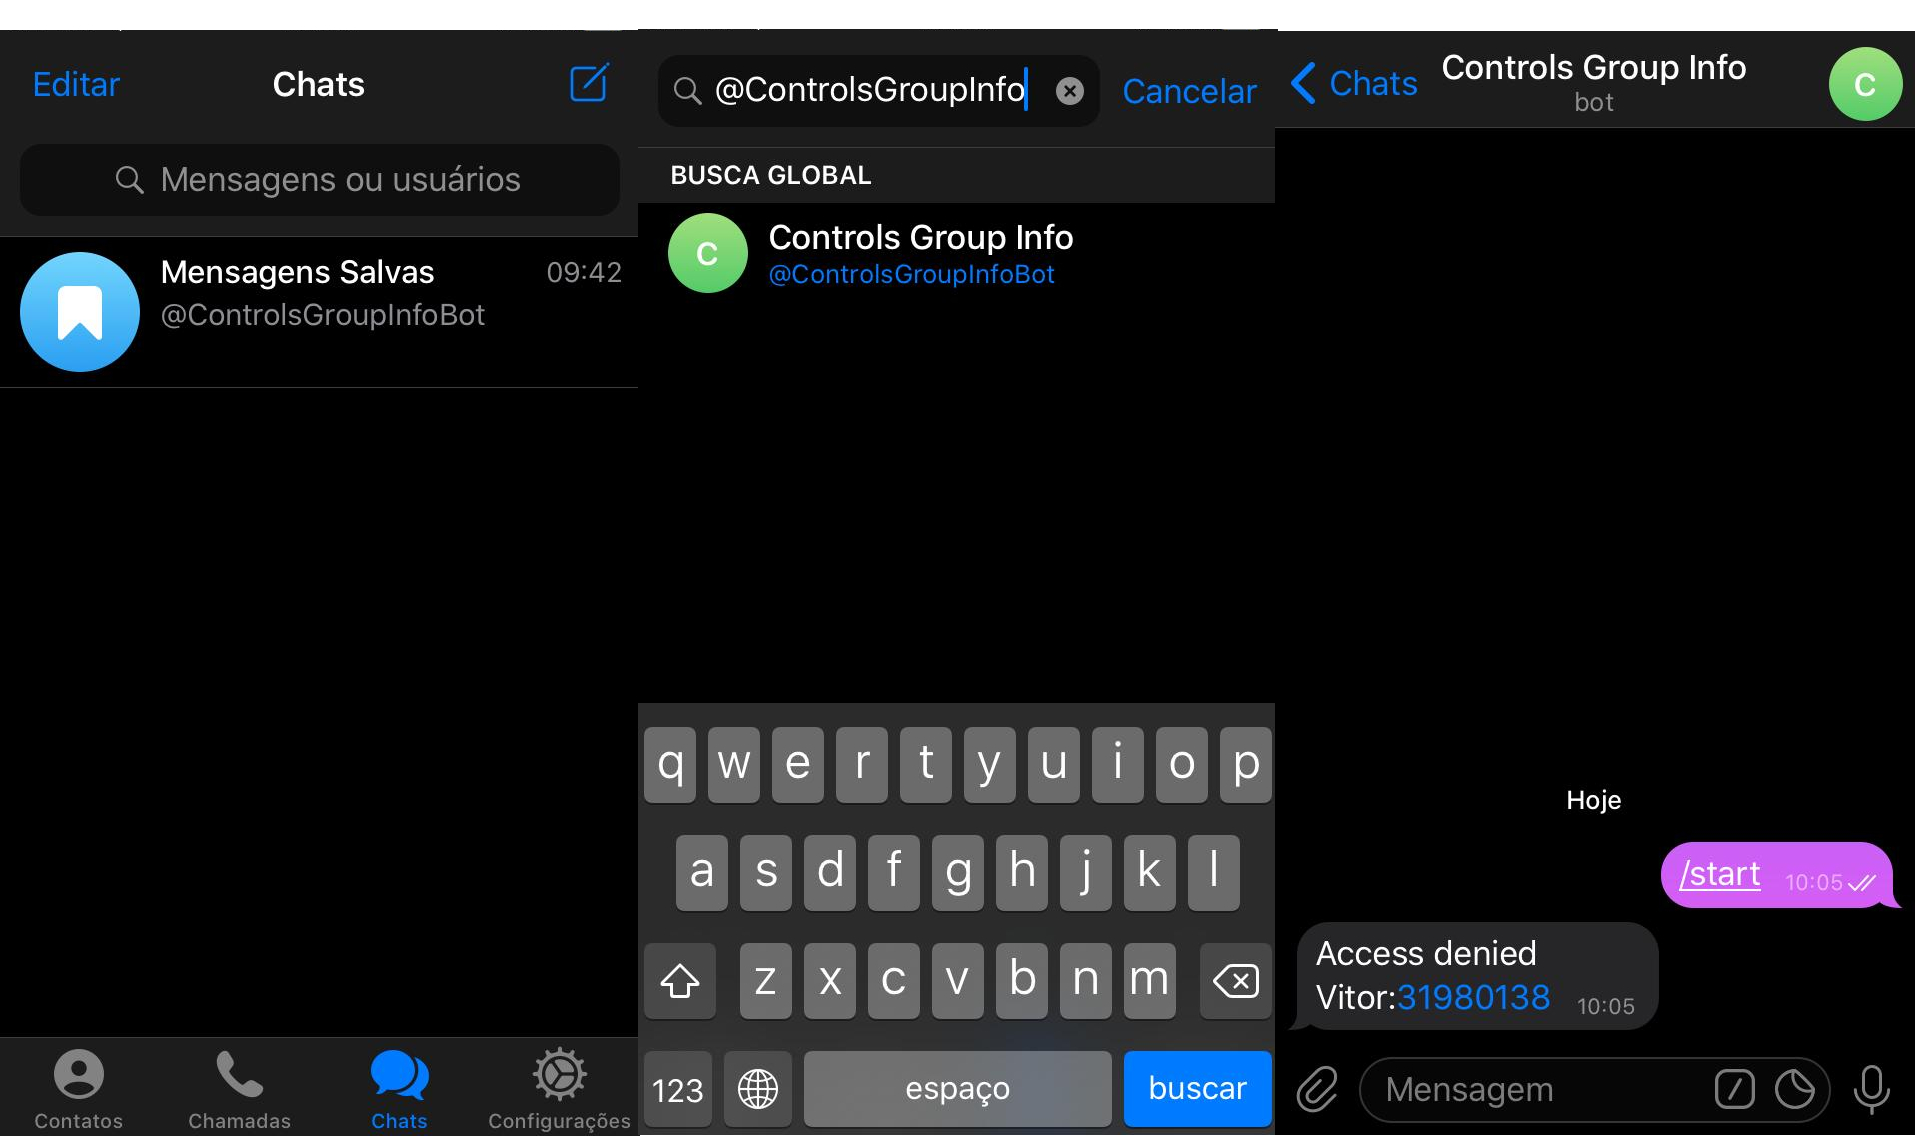 Editar
Chats
Mensagens ou usuários
Mensagens Salvas
09:42
@ControlsGroupInfoBot
Contatos
Chamadas
Chats
Configurações
@ControlsGroupInfo
Cancelar
BUSCA GLOBAL
C
Controls Group Info
@ControlsGroupInfoBot
q w e r t y u i o p
a s d f g h j k l
z x c v b n m
123
espaço
buscar
Chats
Controls Group Info
bot
C
Hoje
/start 10:05
Access denied
Vitor:31980138 10:05
Mensagem